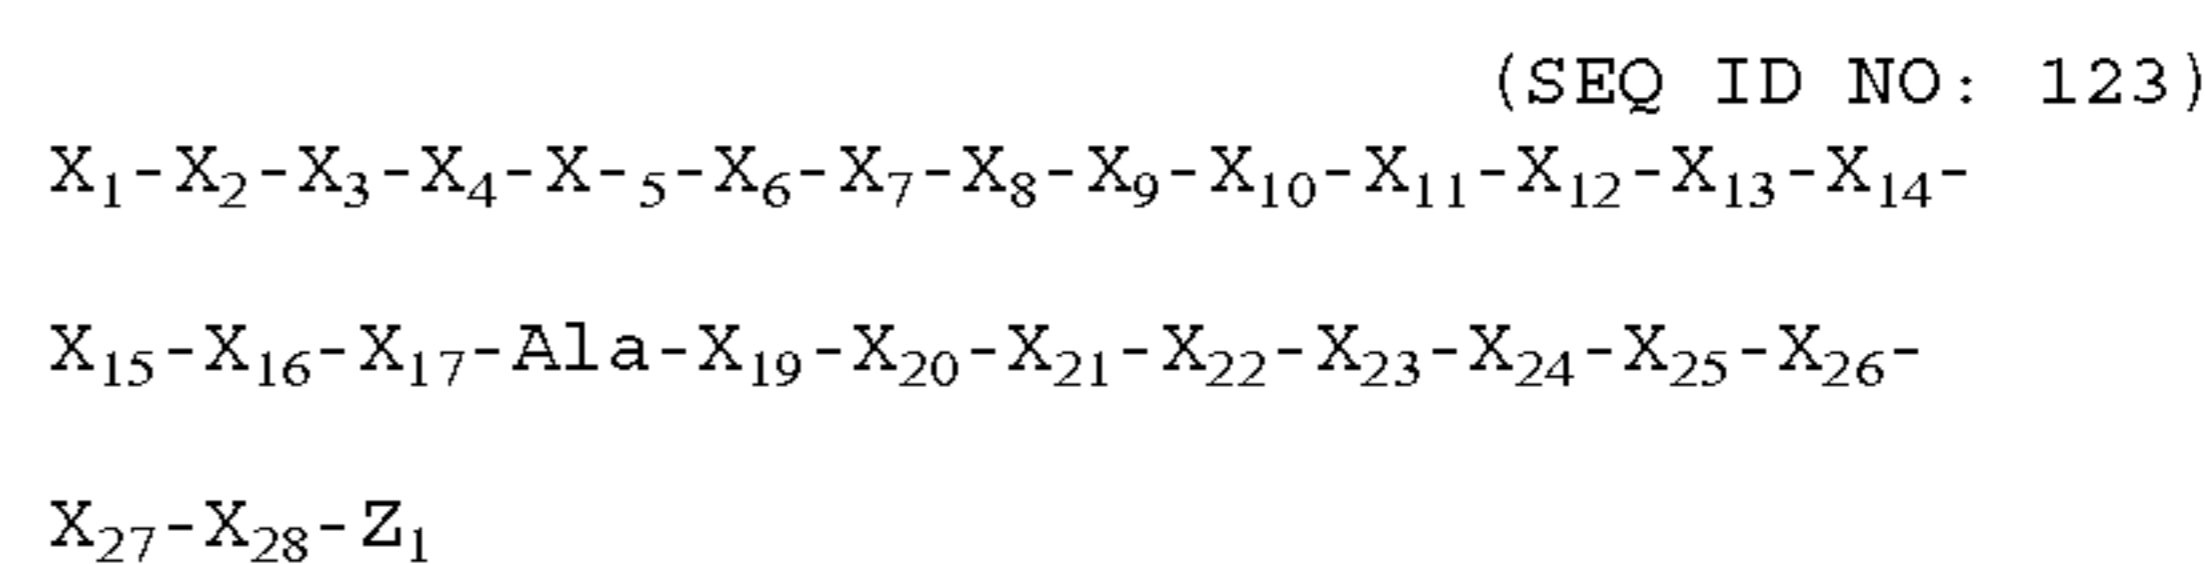 (SEQ ID NO: 123)
X₁-X₂-X₃-X₄-X-₅-X₆-X₇-X₈-X₉-X₁₀-X₁₁-X₁₂-X₁₃-X₁₄-
X₁₅-X₁₆-X₁₇-Ala-X₁₉-X₂₀-X₂₁-X₂₂-X₂₃-X₂₄-X₂₅-X₂₆-
X₂₇-X₂₈-Z₁